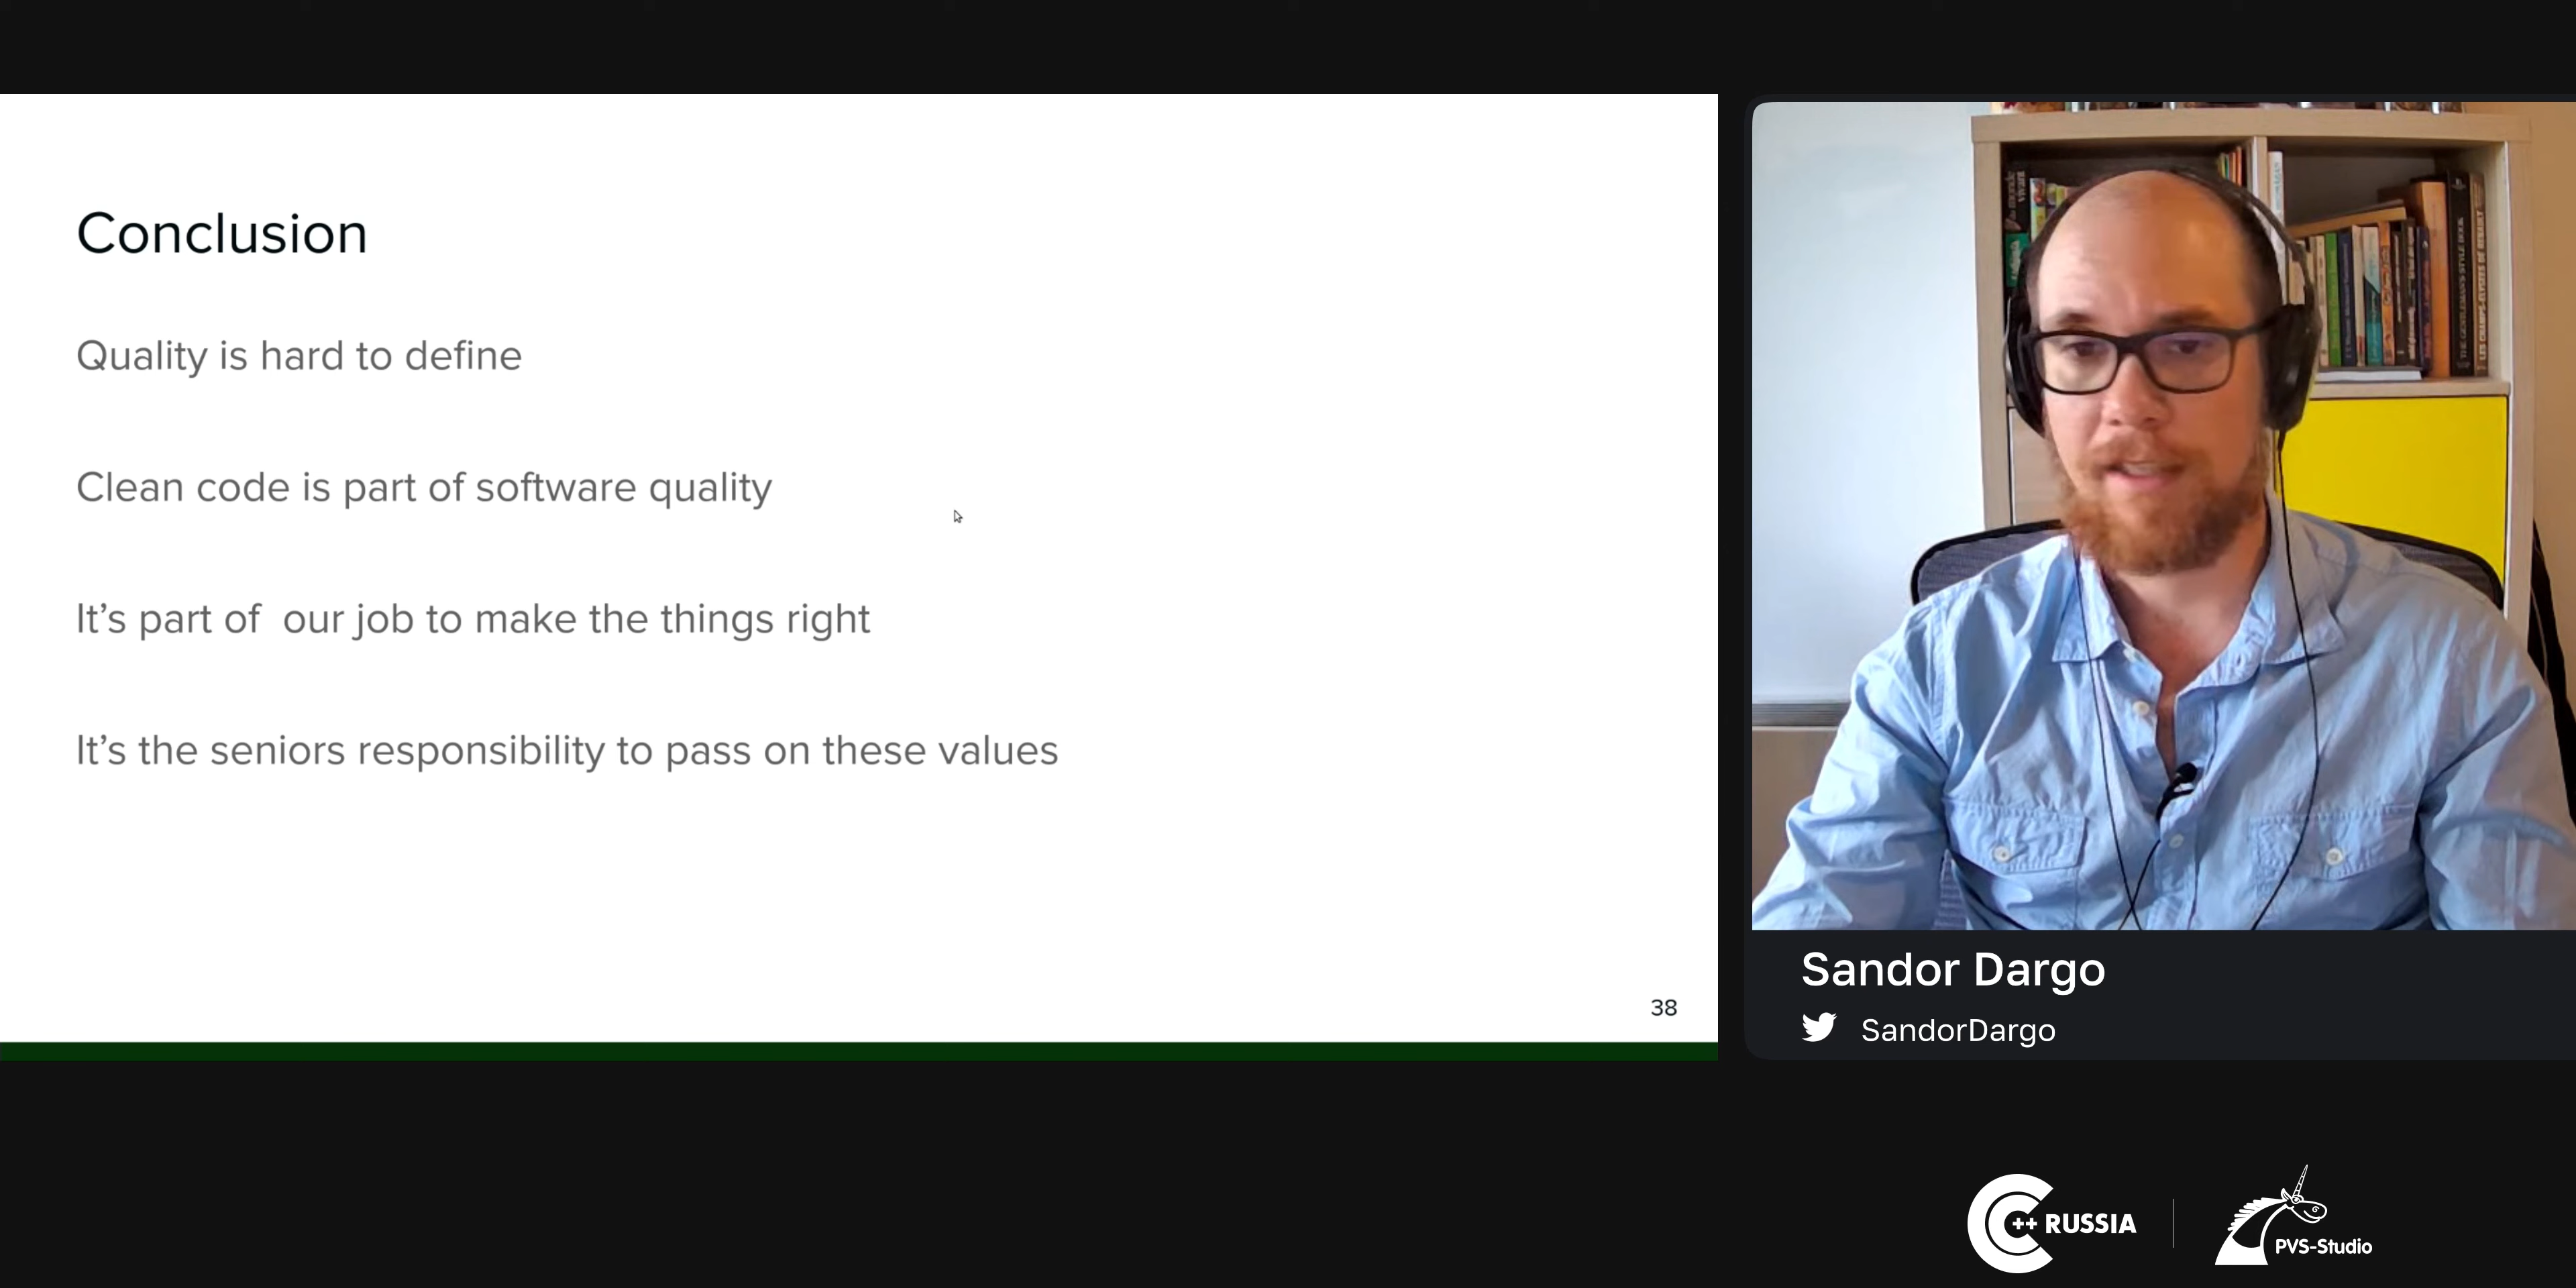 Conclusion
Quality is hard to define
Clean code is part of software quality
It’s part of  our job to make the things right
It’s the seniors responsibility to pass on these values
38
Sandor Dargo
SandorDargo
C++ RUSSIA
PVS-Studio